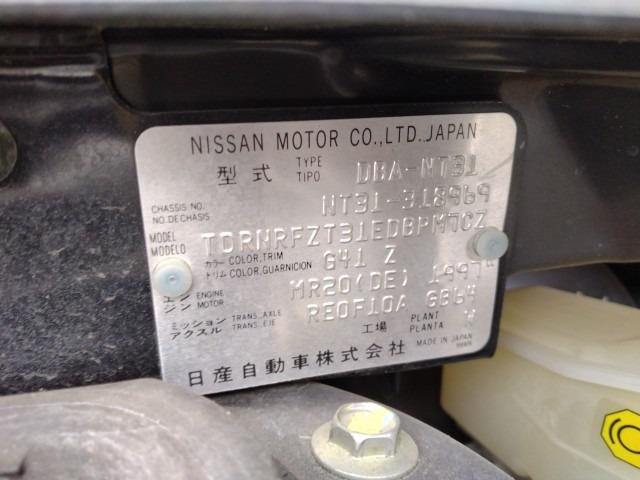 NISSAN MOTOR CO.,LTD.JAPAN
型式 TYPE TIPO DBA-NT31
CHASSIS NO. NO.DECHASIS NT31-318969
MODEL MODELO TDRNRFZT31EDBPM7CZ
カラー COLOR,TRIM トリム COLOR,GUARNICION G41 Z
エンジン ENGINE MOTOR MR20(DE) 1997
ミッション アクスル TRANS.,AXLE TRANS.,EJE RE0F10A GB64
工場 PLANT PLANTA
日産自動車株式会社 MADE IN JAPAN